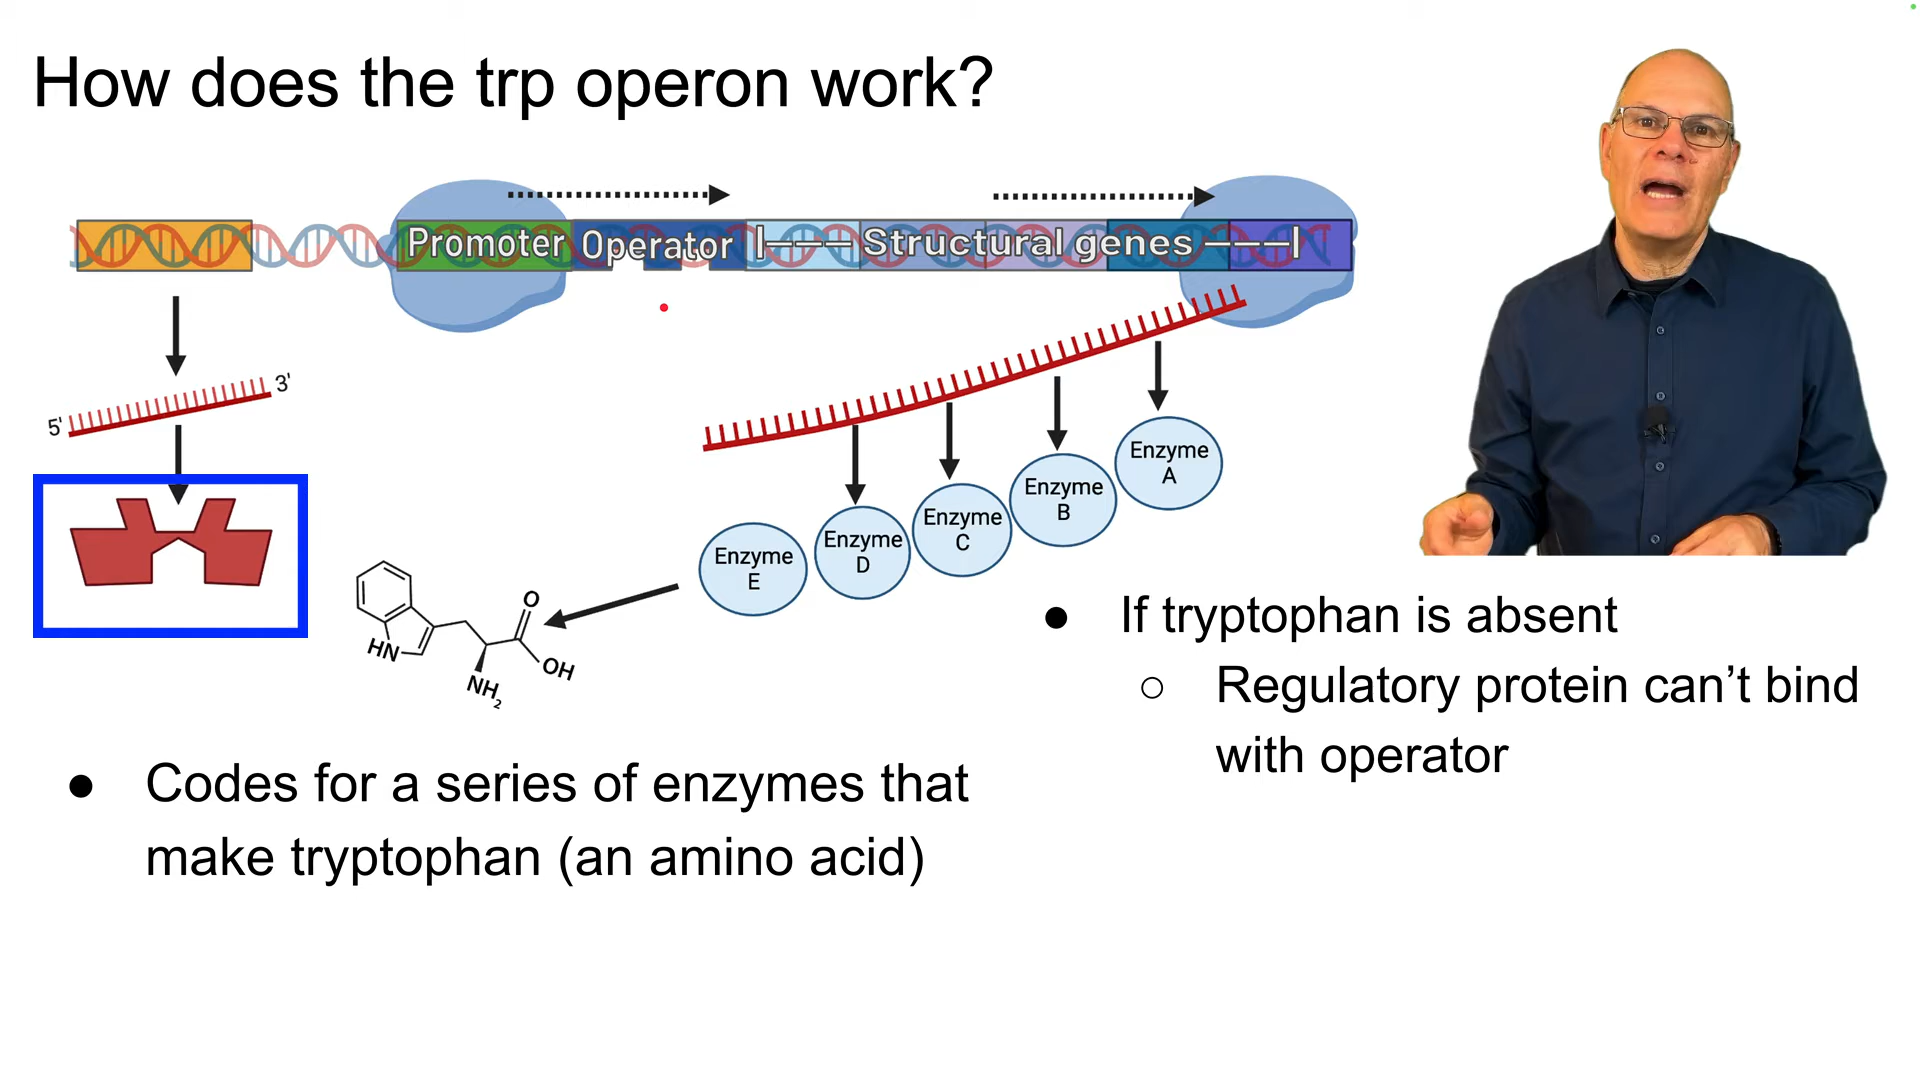 How does the trp operon work?
Promoter Operator |--- Structural genes ---|
5' 3'
Enzyme
A
Enzyme
B
Enzyme
C
Enzyme
D
Enzyme
E
O
HN
OH
NH2
● If tryptophan is absent
○ Regulatory protein can’t bind
with operator
● Codes for a series of enzymes that
make tryptophan (an amino acid)